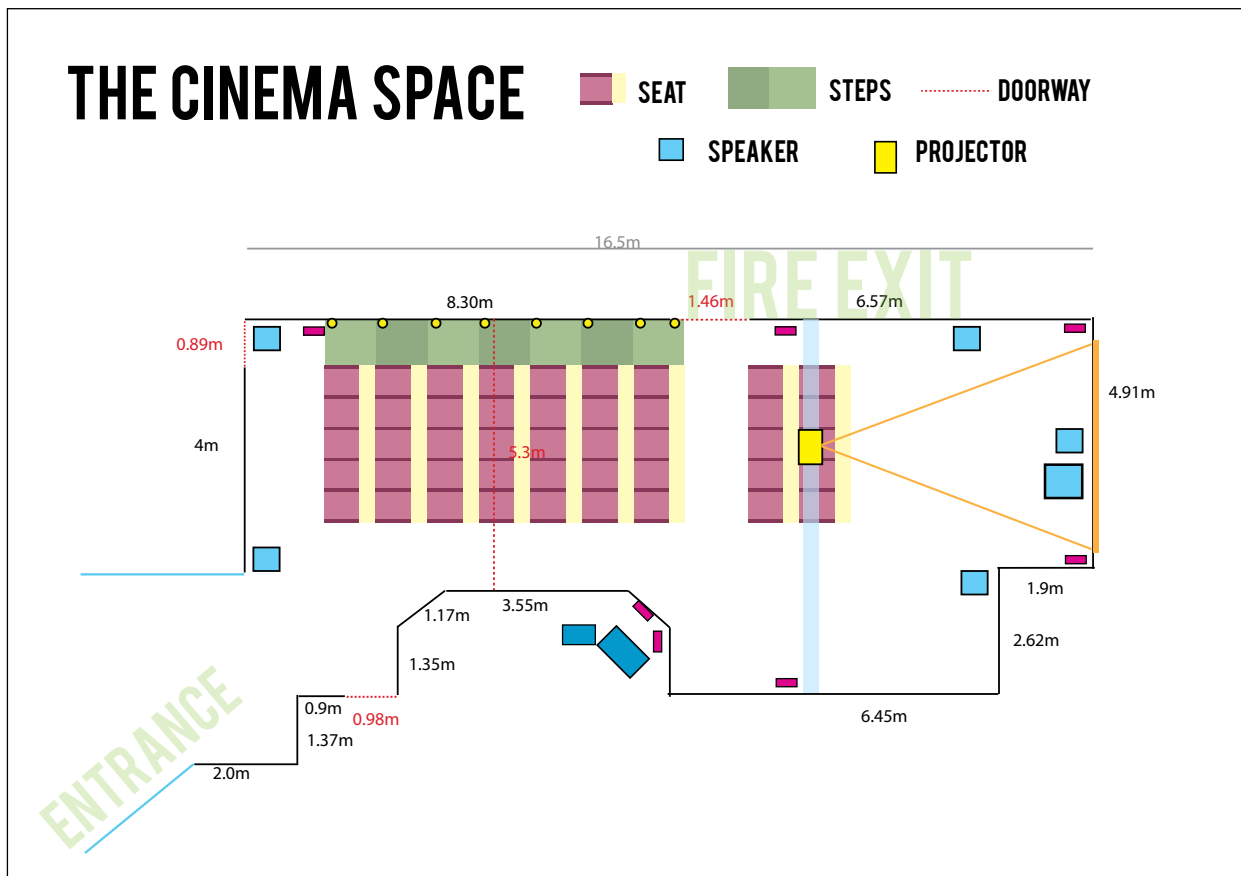 THE CINEMA SPACE
SEAT
STEPS
DOORWAY
SPEAKER
PROJECTOR
16.5m
FIRE EXIT
8.30m
1.46m
6.57m
0.89m
4.91m
4m
5.3m
3.55m
1.9m
1.17m
2.62m
1.35m
0.9m
0.98m
6.45m
1.37m
2.0m
ENTRANCE